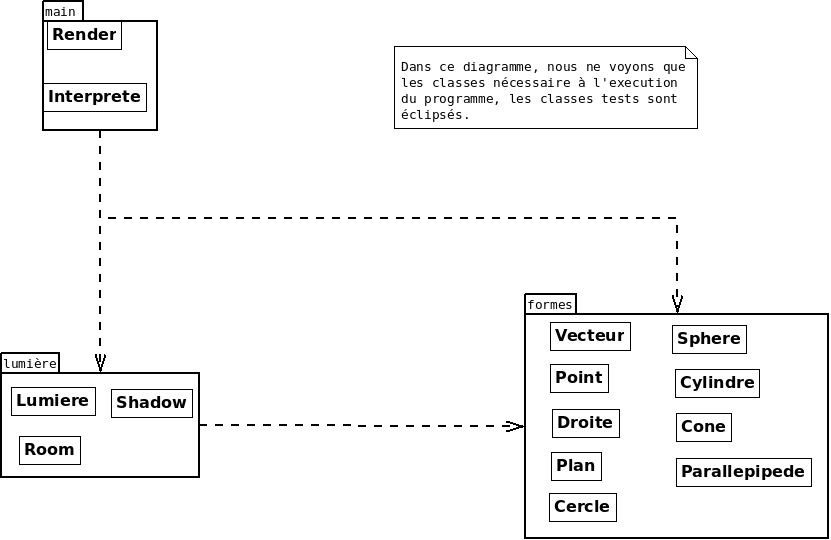 main
Render
Interprete
Dans ce diagramme, nous ne voyons que
les classes nécessaire à l'execution
du programme, les classes tests sont
éclipsés.
formes
Vecteur
Sphere
Point
Cylindre
Droite
Cone
Plan
Parallepipede
Cercle
lumière
Lumiere
Shadow
Room